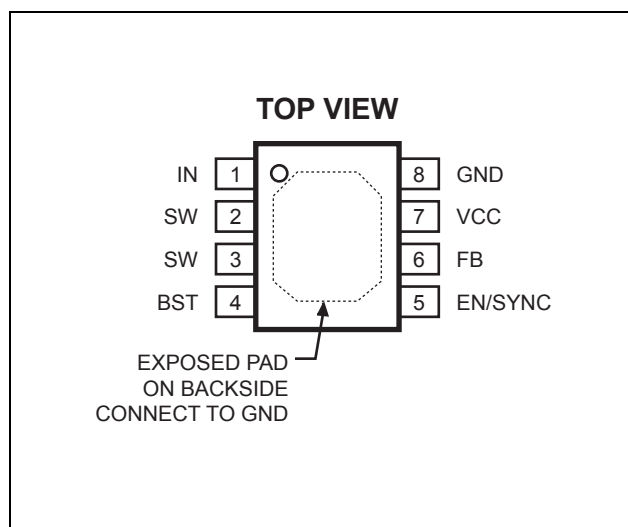 TOP VIEW
IN 1 8 GND
SW 2 7 VCC
SW 3 6 FB
BST 4 5 EN/SYNC
EXPOSED PAD
ON BACKSIDE
CONNECT TO GND